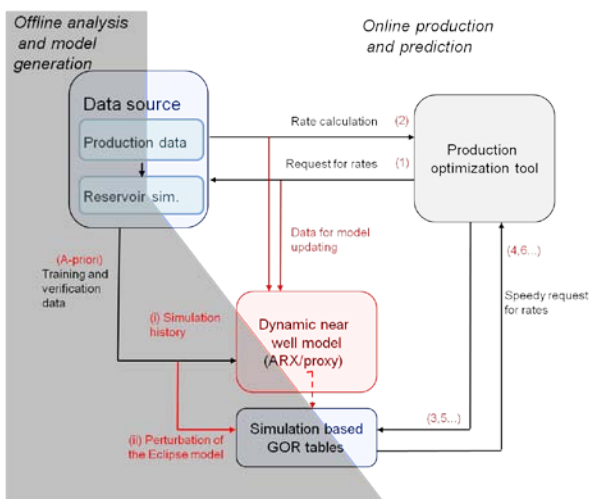 Offline analysis
and model
generation
Online production
and prediction
Data source
Production data
Reservoir sim.
Rate calculation (2)
Request for rates (1)
Production
optimization tool
Data for model
updating
(A-priori)
Training and
verification
data
(i) Simulation
history
Dynamic near
well model
(ARX/proxy)
(4,6...)
Speedy request
for rates
(3,5...)
Simulation based
GOR tables
(ii) Perturbation of
the Eclipse model